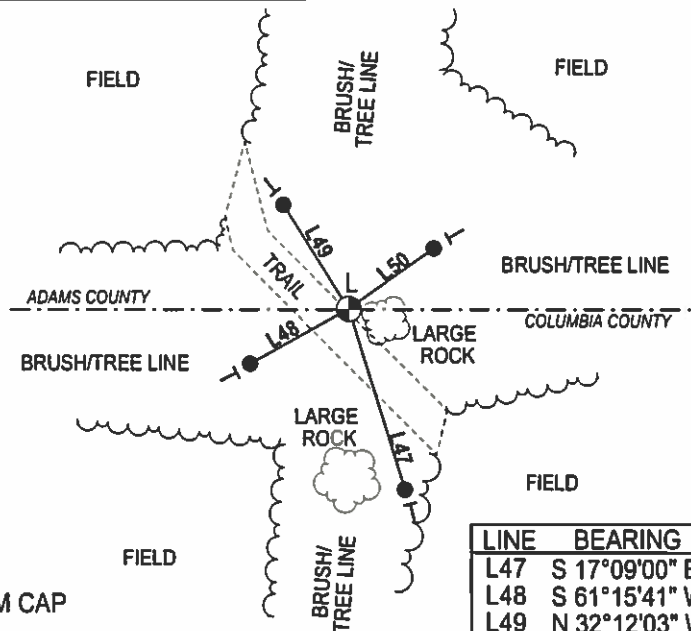 FIELD
BRUSH/
TREE LINE
FIELD
L49
L50
TRAIL
L
BRUSH/TREE LINE
ADAMS COUNTY
COLUMBIA COUNTY
L48
LARGE
ROCK
BRUSH/TREE LINE
LARGE
ROCK
L47
FIELD
FIELD
BRUSH/
TREE LINE
M CAP
LINE BEARING
L47 S 17°09'00" E
L48 S 61°15'41" W
L49 N 32°12'03" W